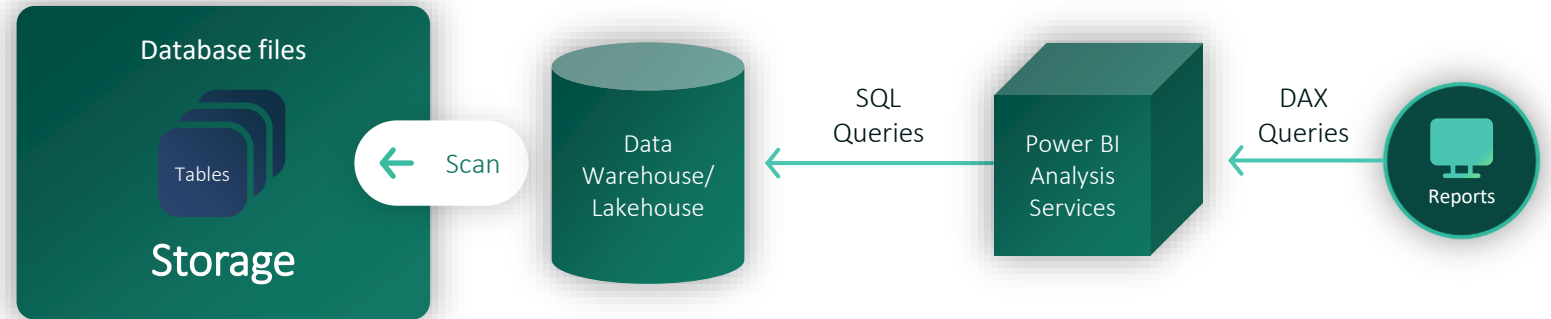 Database files
Tables
Storage
Scan
Data
Warehouse/
Lakehouse
SQL
Queries
Power BI
Analysis
Services
DAX
Queries
Reports